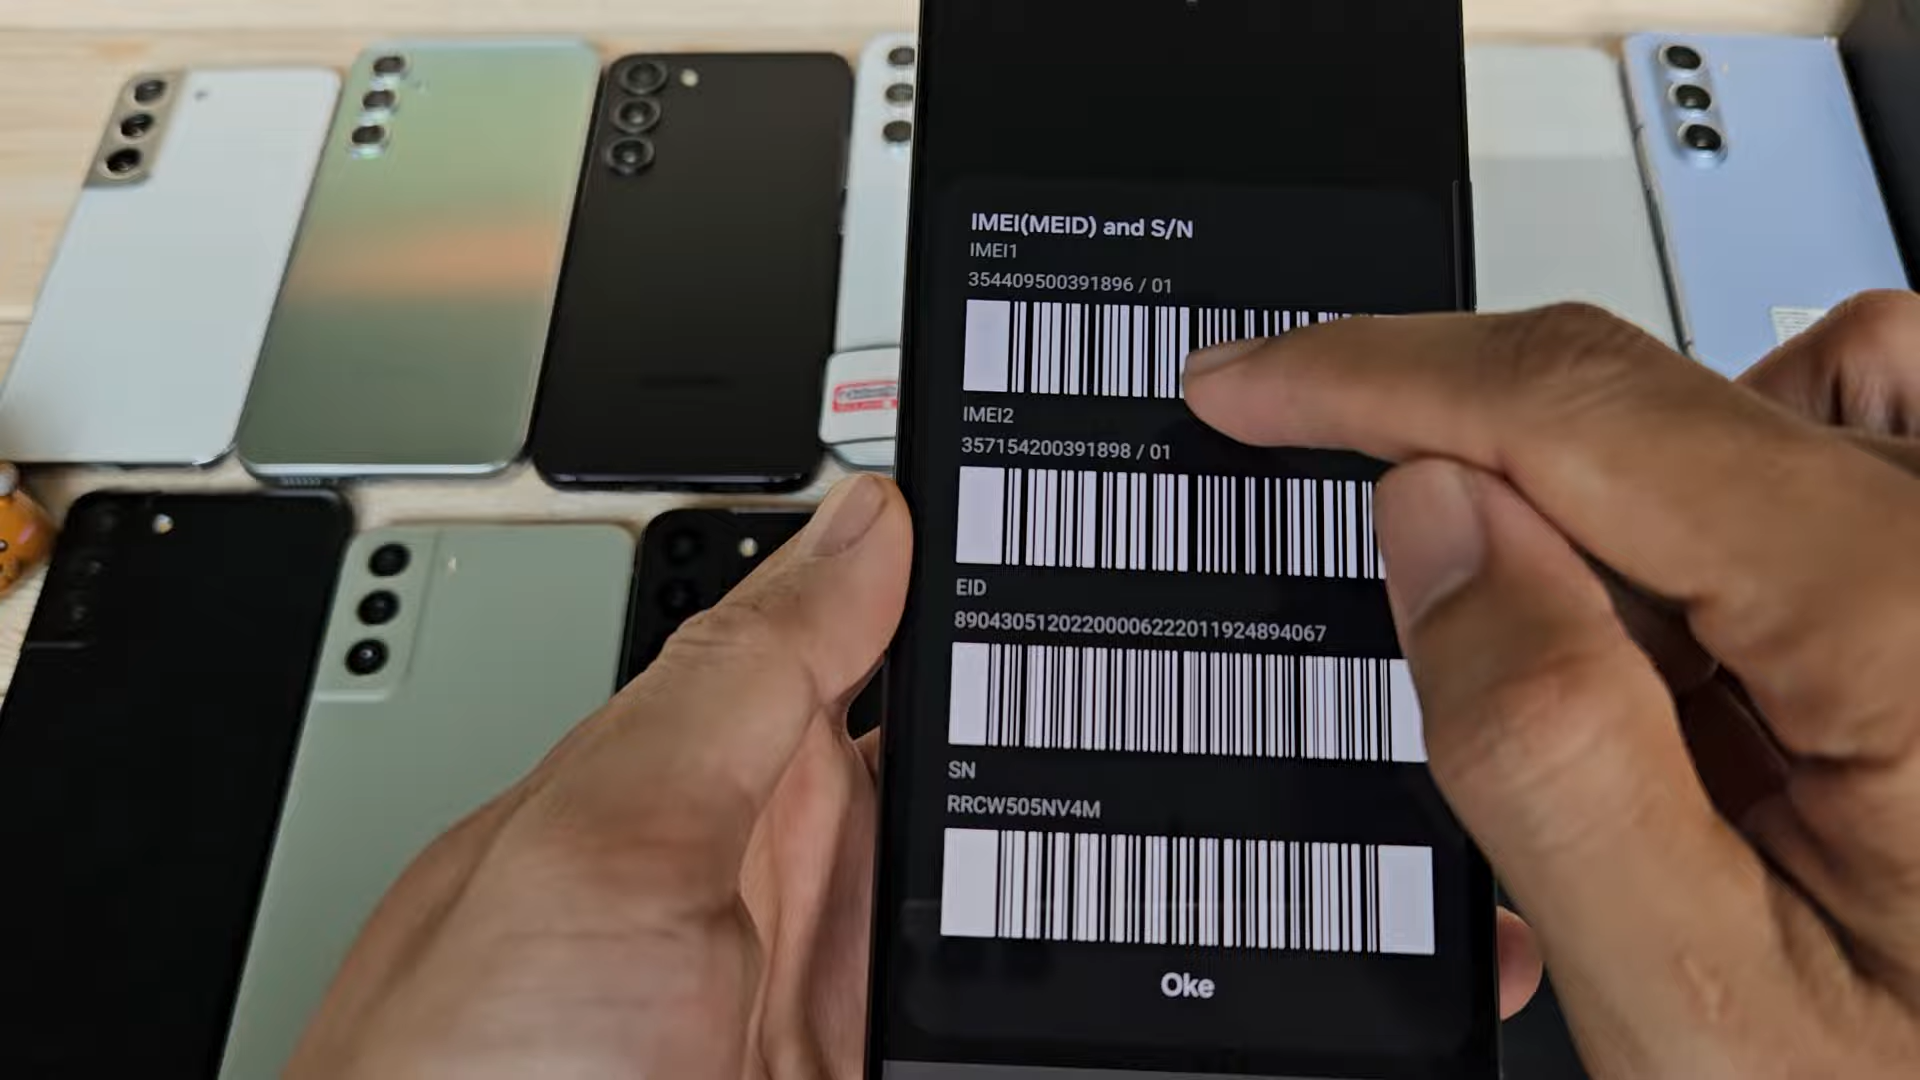 IMEI(MEID) and S/N
IMEI1
354409500391896 / 01
IMEI2
357154200391898 / 01
EID
89043051202200006222011924894067
SN
RRCW505NV4M
Oke